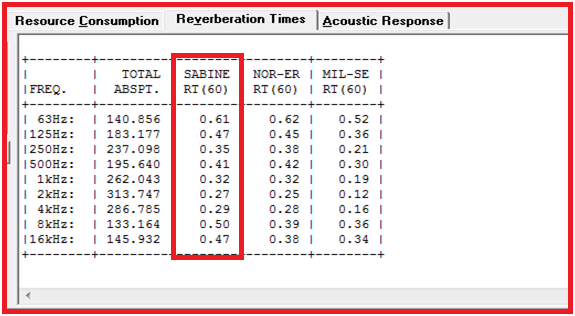 Resource Consumption Reverberation Times Acoustic Response
+--------+---------+-----------------+--------+
| | TOTAL SABINE NOR-ER | MIL-SE |
|FREQ. | ABSPT. RT(60) RT(60) | RT(60) |
+--------+---------+-----------------+--------+
| 63Hz: | 140.856 0.61 0.62 | 0.52 |
|125Hz: | 183.177 0.47 0.45 | 0.36 |
|250Hz: | 237.098 0.35 0.38 | 0.21 |
|500Hz: | 195.640 0.41 0.42 | 0.30 |
| 1kHz: | 262.043 0.32 0.32 | 0.19 |
| 2kHz: | 313.747 0.27 0.25 | 0.12 |
| 4kHz: | 286.785 0.29 0.28 | 0.16 |
| 8kHz: | 133.164 0.50 0.39 | 0.36 |
|16kHz: | 145.932 0.47 0.38 | 0.34 |
+--------+---------+-----------------+--------+